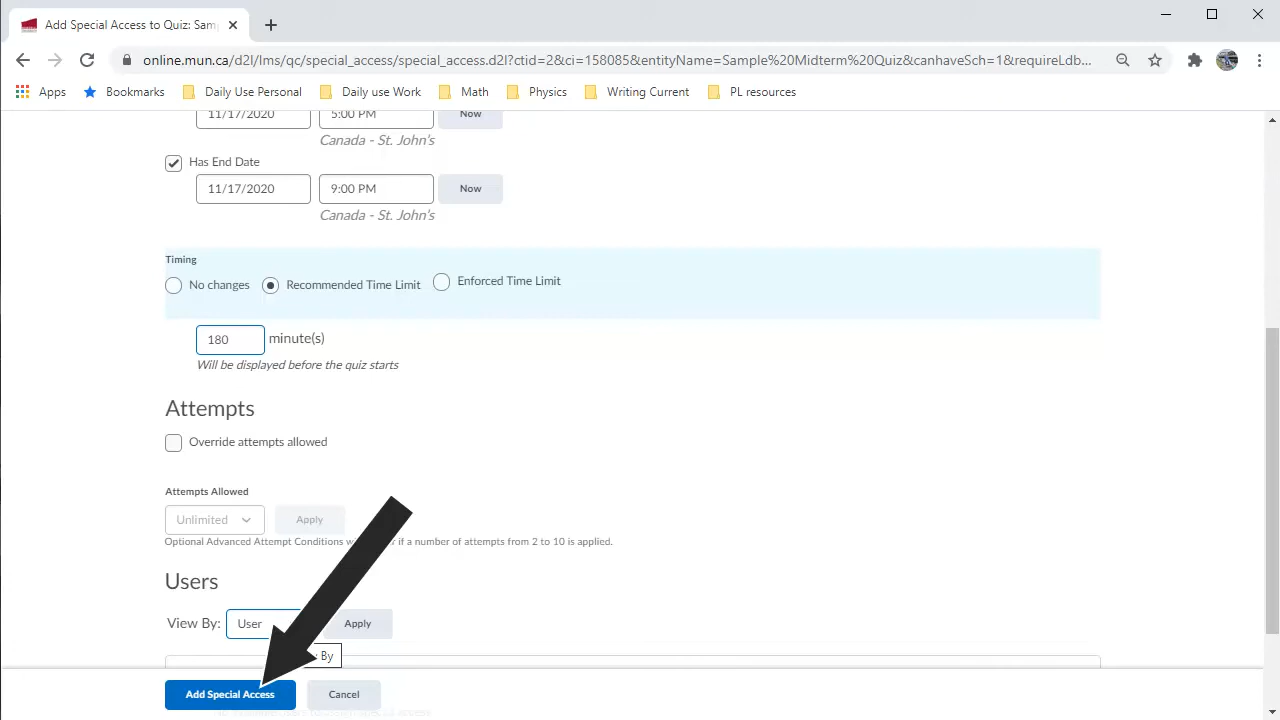 Add Special Access to Quiz: Sam
online.mun.ca/d2l/lms/qc/special_access/special_access.d2l?ctid=2&ci=158085&entityName=Sample%20Midterm%20Quiz&canhaveSch=1&requireLdb...
Apps Bookmarks Daily Use Personal Daily use Work Math Physics Writing Current PL resources
11/17/2020 5:00 PM Now
Canada - St. John's
Has End Date
11/17/2020 9:00 PM Now
Canada - St. John's
Timing
No changes Recommended Time Limit Enforced Time Limit
180 minute(s)
Will be displayed before the quiz starts
Attempts
Override attempts allowed
Attempts Allowed
Unlimited Apply
Optional Advanced Attempt Conditions if a number of attempts from 2 to 10 is applied.
Users
View By: User Apply
: By
Add Special Access Cancel